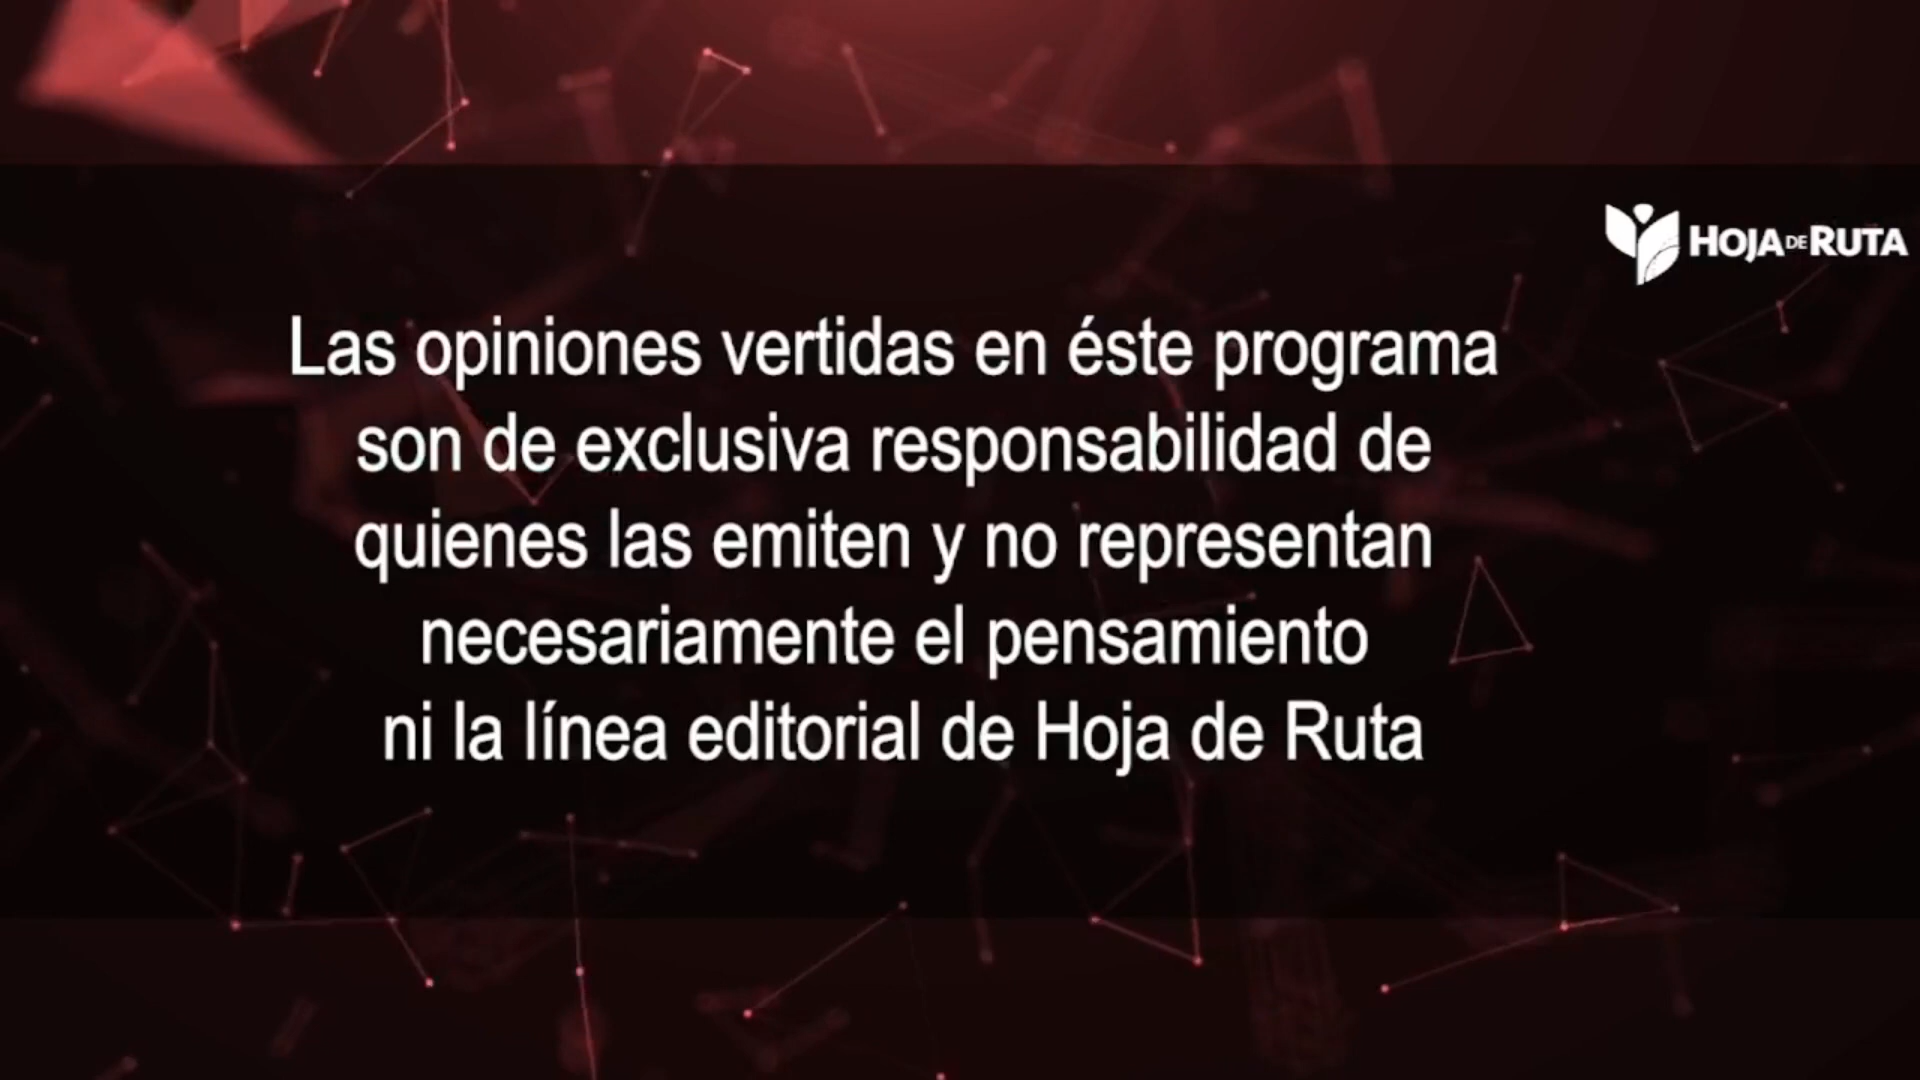 HOJA DE RUTA
Las opiniones vertidas en éste programa
son de exclusiva responsabilidad de
quienes las emiten y no representan
necesariamente el pensamiento
ni la línea editorial de Hoja de Ruta